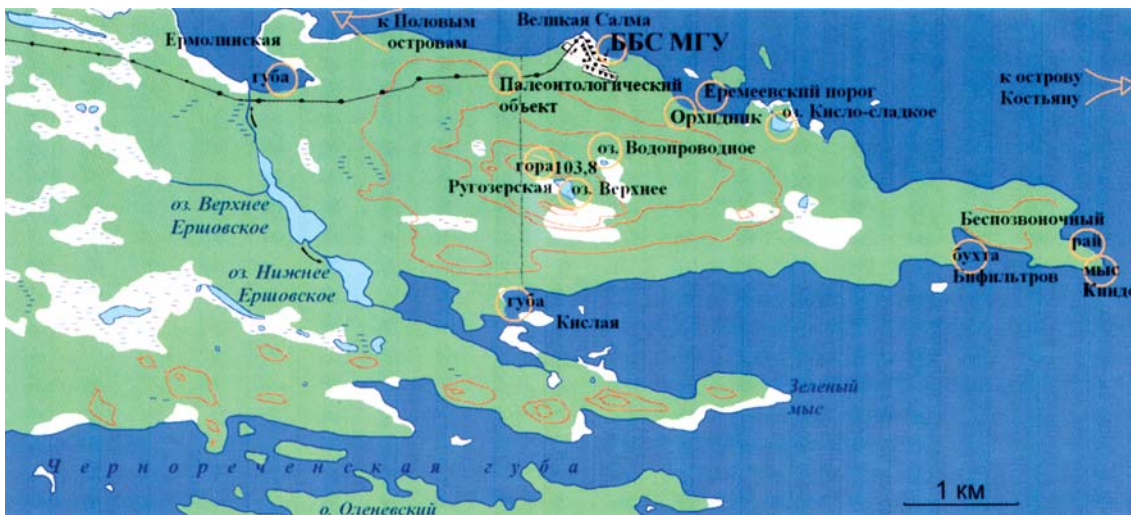 к Половым
островам
Великая Салма
ББС МГУ
Ермолинская
губа
Палеонтологический
объект
Еремеевский порог
Орхидник
оз. Кисло-сладкое
к острову
Костьяну
оз. Водопроводное
гора 103,8
Ругозерская
оз. Верхнее
оз. Верхнее
Ершовское
Беспозвоночный
рай
бухта
Бифильтров
мыс
Киндо
оз. Нижнее
Ершовское
губа
Кислая
Зеленый
мыс
Чернореченская губа
о. Оленевский
1 км